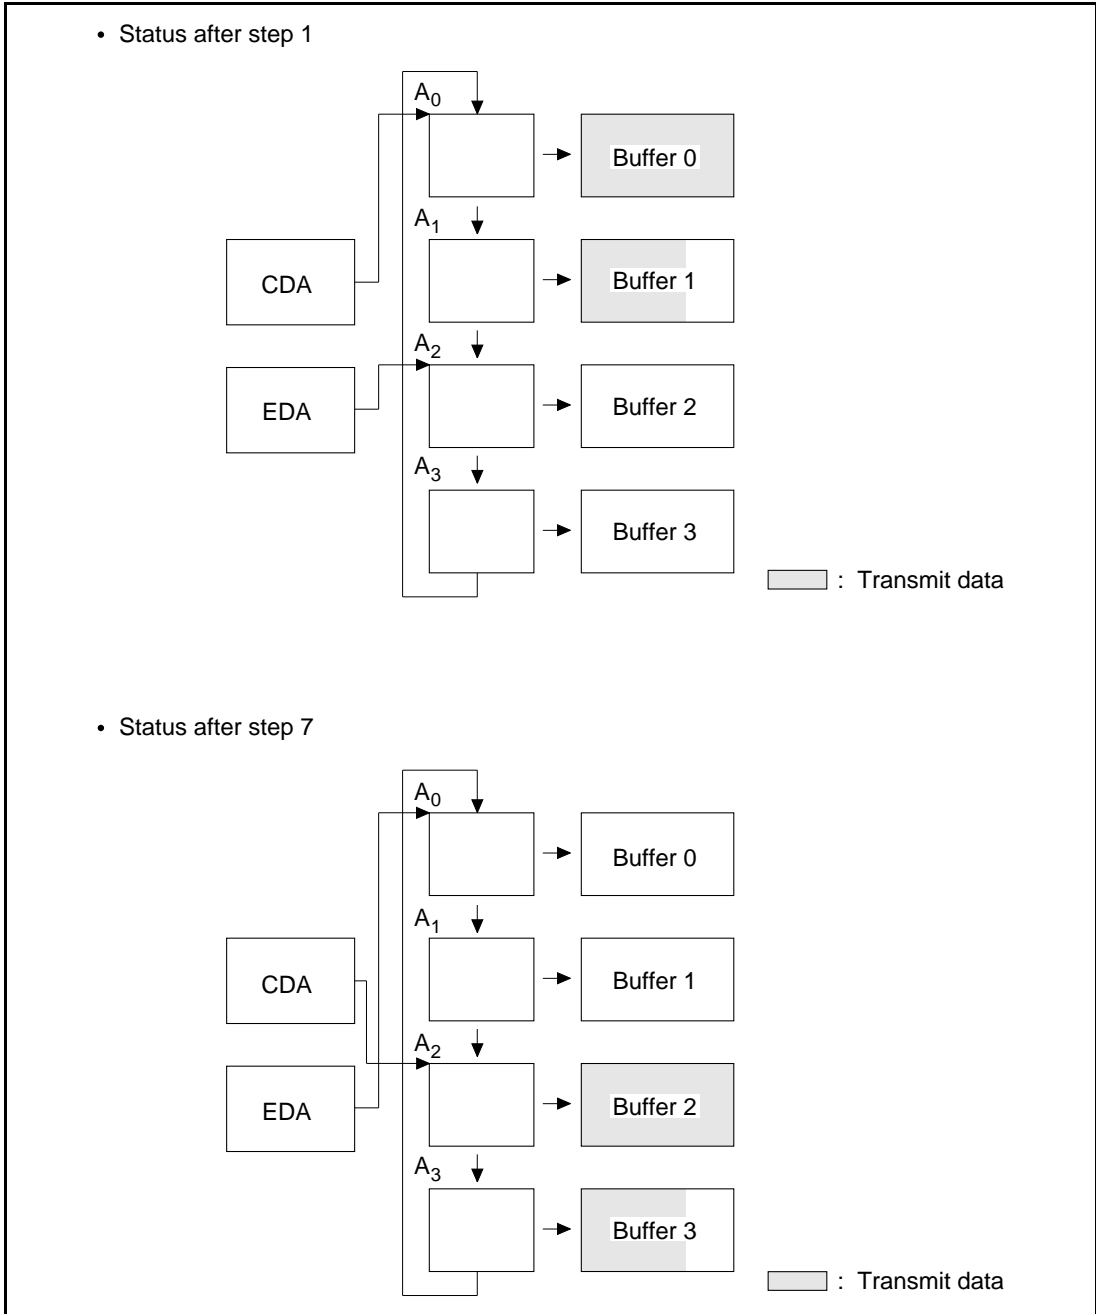 • Status after step 1
A0
Buffer 0
A1
CDA
Buffer 1
A2
EDA
Buffer 2
A3
Buffer 3
: Transmit data
• Status after step 7
A0
Buffer 0
A1
CDA
Buffer 1
A2
EDA
Buffer 2
A3
Buffer 3
: Transmit data